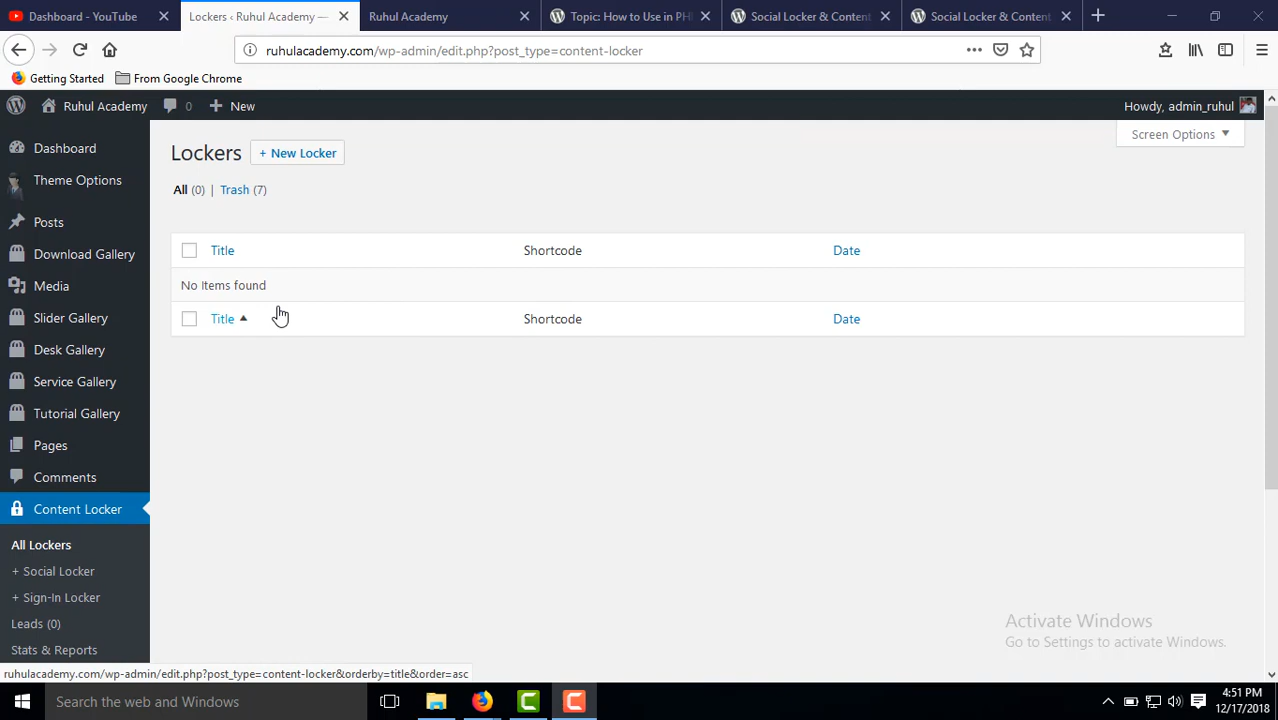 Dashboard - YouTube
Lockers ‹ Ruhul Academy —
Ruhul Academy
Topic: How to Use in PH
Social Locker & Content
Social Locker & Content
ruhulacademy.com/wp-admin/edit.php?post_type=content-locker
Getting Started
From Google Chrome
Ruhul Academy
0
New
Howdy, admin_ruhul
Screen Options
Dashboard
Theme Options
Posts
Download Gallery
Media
Slider Gallery
Desk Gallery
Service Gallery
Tutorial Gallery
Pages
Comments
Content Locker
All Lockers
+ Social Locker
+ Sign-In Locker
Leads (0)
Stats & Reports
Lockers
+ New Locker
All (0) | Trash (7)
Title Shortcode Date
No Items found
Title Shortcode Date
Activate Windows
Go to Settings to activate Windows.
ruhulacademy.com/wp-admin/edit.php?post_type=content-locker&orderby=title&order=asc
Search the web and Windows
4:51 PM
12/17/2018